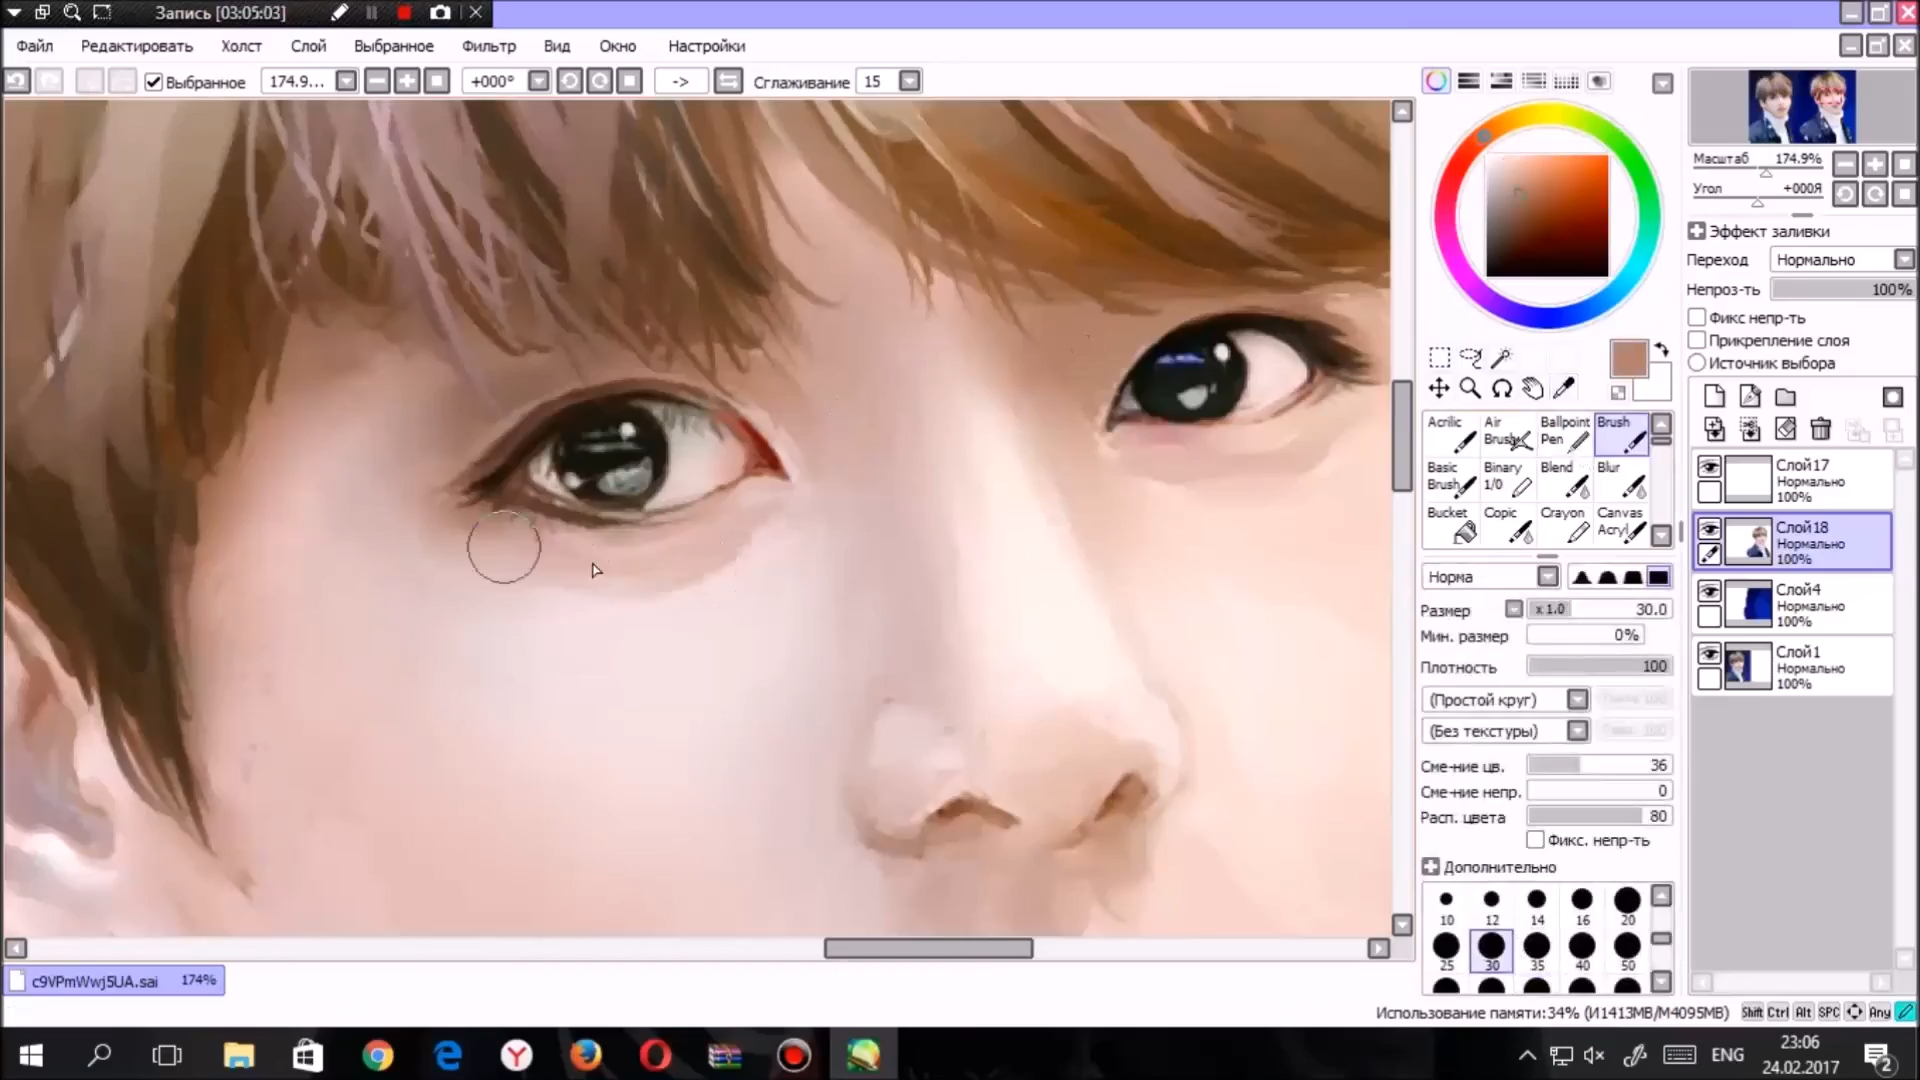 Запись [03:05:03]
Файл Редактировать Холст Слой Выбранное Фильтр Вид Окно Настройки
Выбранное 174.9... +000° -> Сглаживание 15
Масштаб 174.9%
Угол +000Я
Эффект заливки
Переход Нормально
Непроз-ть 100%
Фикс непр-ть
Прикрепление слоя
Источник выбора
Acrilic Air Brush Ballpoint Pen Brush
Basic Brush Binary 1/0 Blend Blur
Bucket Copic Crayon Canvas Acryl
Норма
Размер x 1.0 30.0
Мин. размер 0%
Плотность 100
(Простой круг)
(Без текстуры)
Сме-ние цв. 36
Сме-ние непр. 0
Расп. цвета 80
Фикс. непр-ть
Дополнительно
10 12 14 16 20
25 30 35 40 50
Слой17
Нормально
100%
Слой18
Нормально
100%
Слой4
Нормально
100%
Слой1
Нормально
100%
c9VPmWwj5UA.sai 174%
Использование памяти:34% (И1413MB/M4095MB) Shift Ctrl Alt SPC Any
ENG 23:06
24.02.2017
2